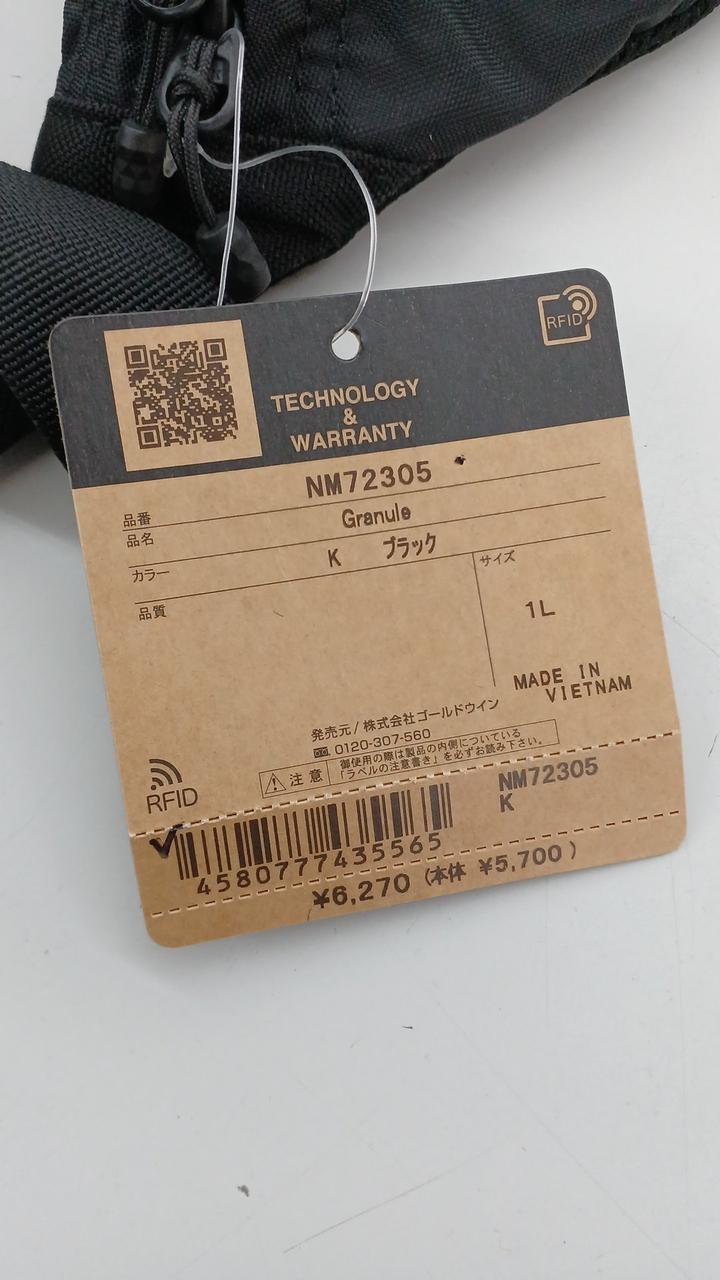 RFID
TECHNOLOGY
&
WARRANTY
品番 NM72305
品名 Granule
カラー K ブラック
品質
サイズ
1L
MADE IN
VIETNAM
発売元/株式会社ゴールドウイン
0120-307-560
注意
御使用の際は製品の内側についている
「ラベルの注意書き」を必ずお読み下さい。
RFID
NM72305
K
4580777435565
¥6,270 (本体 ¥5,700)